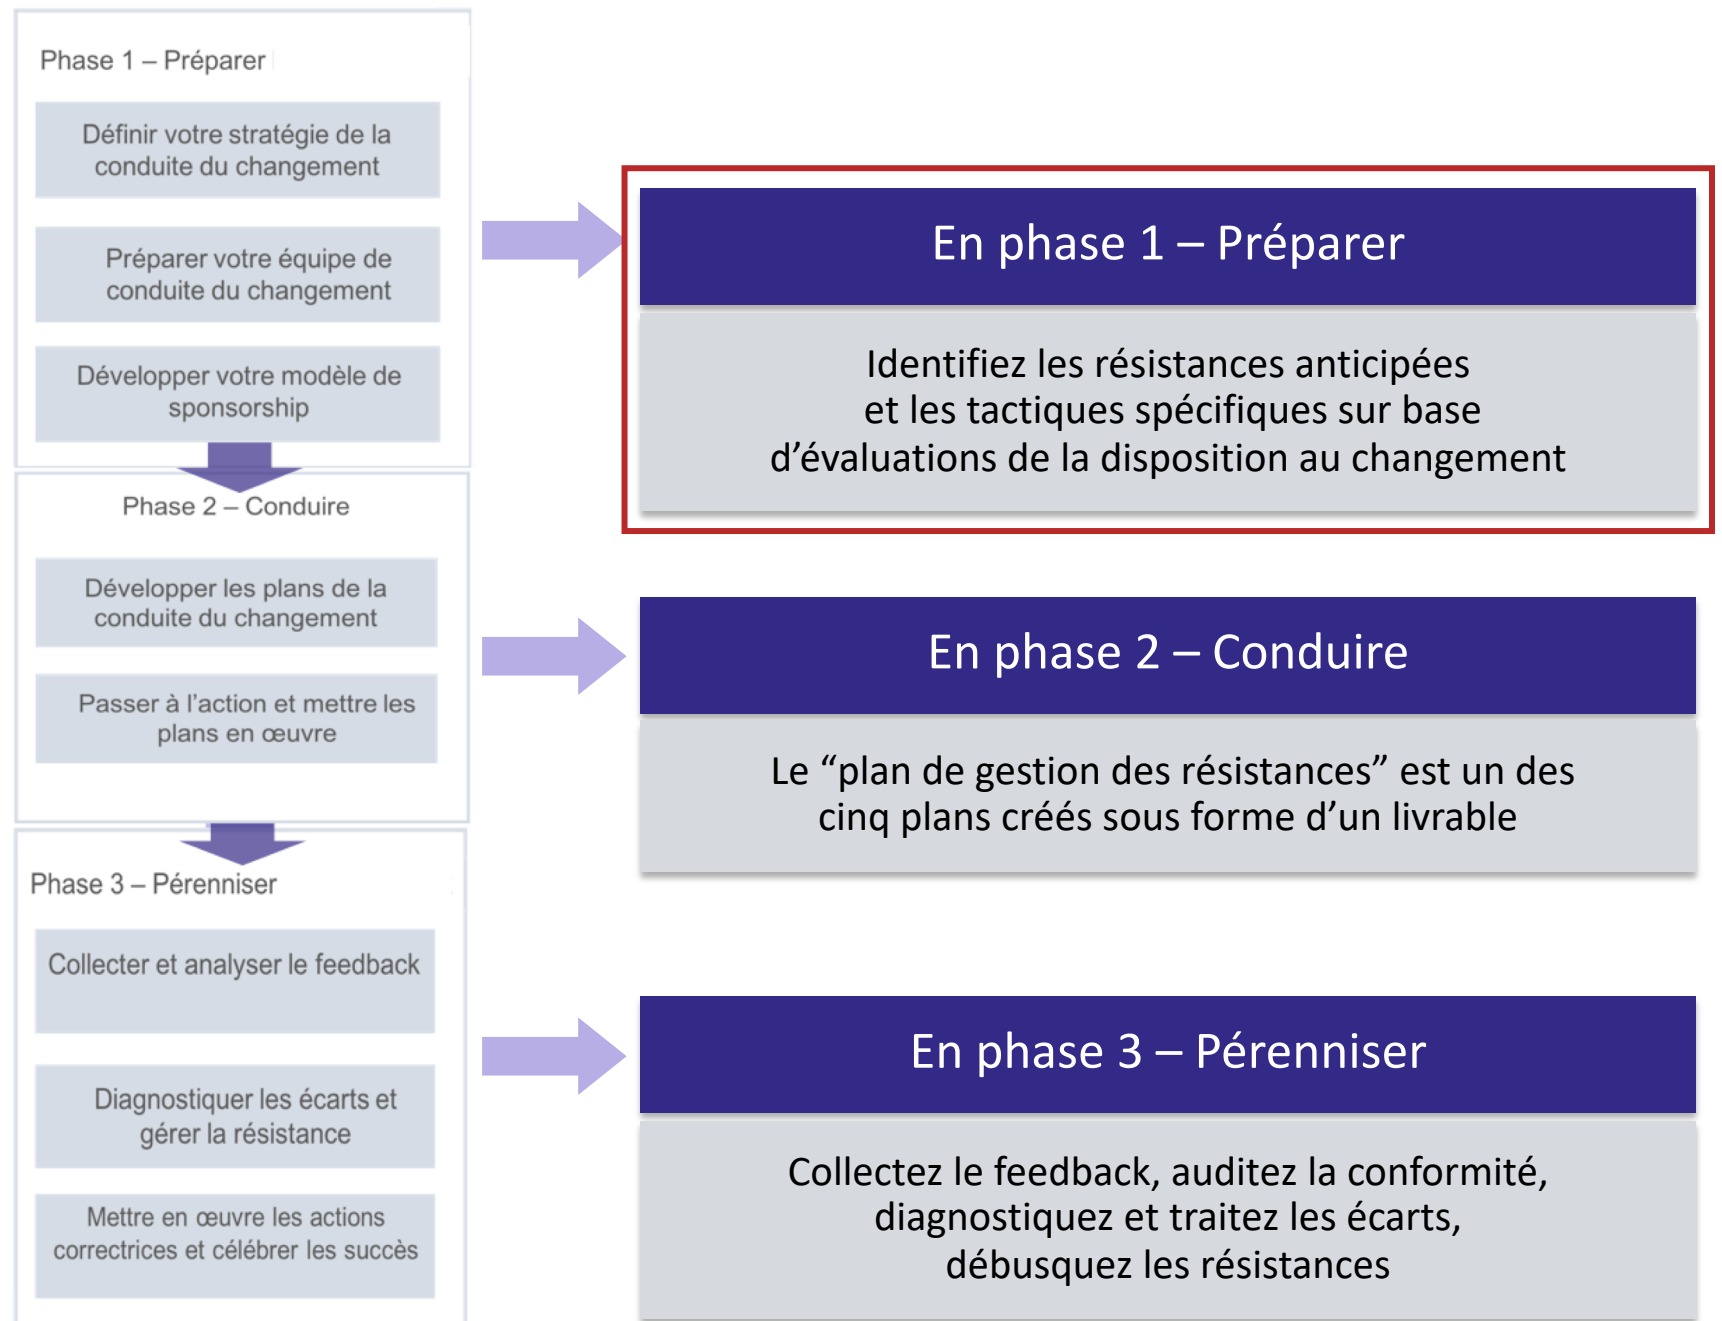 Phase 1 – Préparer
Définir votre stratégie de la
conduite du changement
Préparer votre équipe de
conduite du changement
Développer votre modèle de
sponsorship
Phase 2 – Conduire
Développer les plans de la
conduite du changement
Passer à l'action et mettre les
plans en œuvre
Phase 3 – Pérenniser
Collecter et analyser le feedback
Diagnostiquer les écarts et
gérer la résistance
Mettre en œuvre les actions
correctrices et célébrer les succès
En phase 1 – Préparer
Identifiez les résistances anticipées
et les tactiques spécifiques sur base
d’évaluations de la disposition au changement
En phase 2 – Conduire
Le “plan de gestion des résistances” est un des
cinq plans créés sous forme d’un livrable
En phase 3 – Pérenniser
Collectez le feedback, auditez la conformité,
diagnostiquez et traitez les écarts,
débusquez les résistances